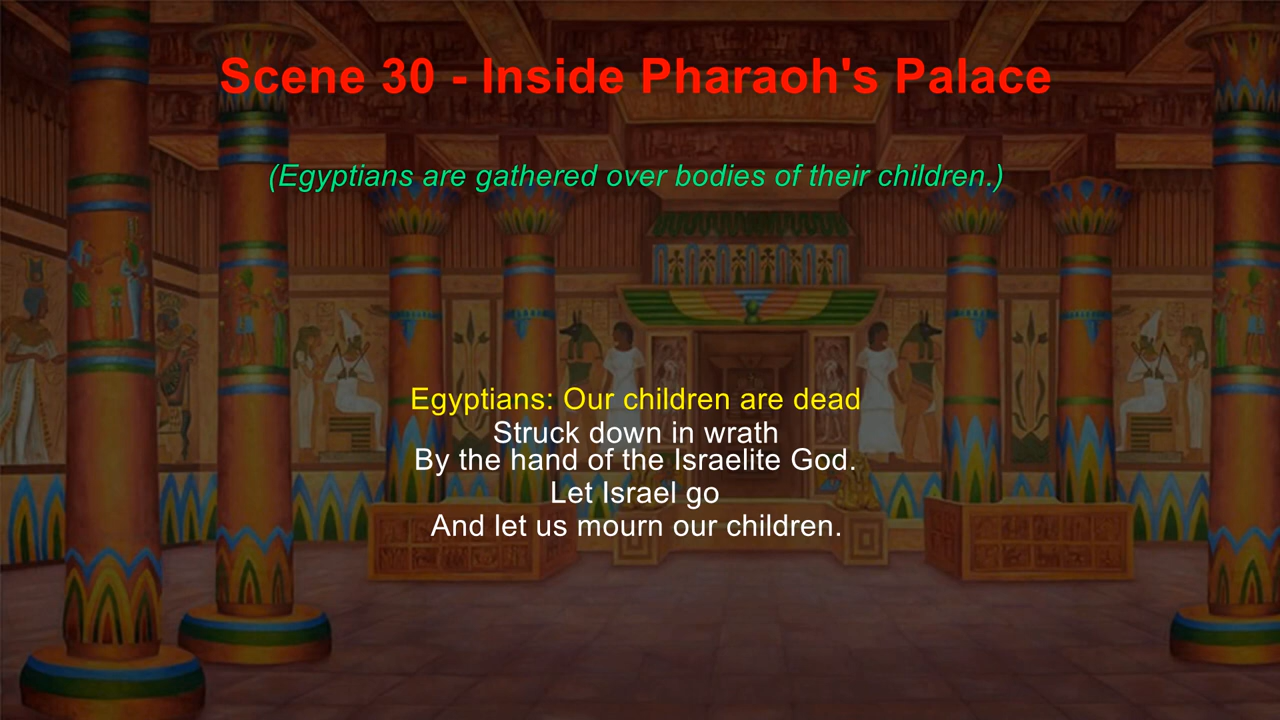 Scene 30 - Inside Pharaoh's Palace
(Egyptians are gathered over bodies of their children.)
Egyptians: Our children are dead
Struck down in wrath
By the hand of the Israelite God.
Let Israel go
And let us mourn our children.